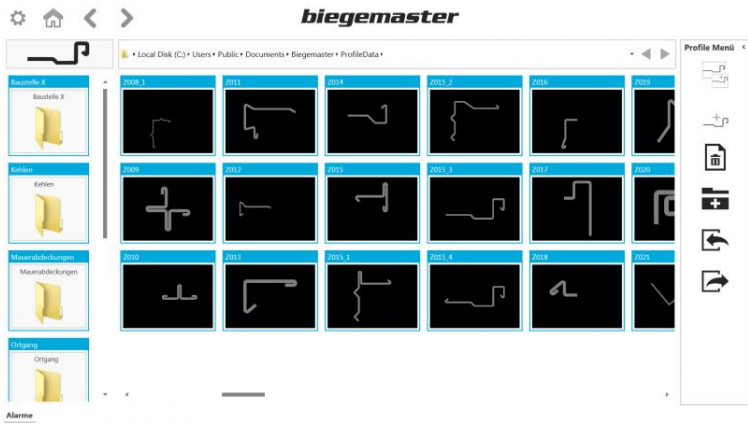 biegemaster
Local Disk (C:) Users Public Documents Biegemaster ProfileData
Profile Menü
Baustelle X
Baustelle X
Kehlen
Kehlen
Mauerabdeckungen
Mauerabdeckungen
Ortgang
Ortgang
Z008_1 Z011 Z014 Z015_2 Z016 Z019
Z009 Z012 Z015 Z015_3 Z017 Z020
Z010 Z013 Z015_1 Z015_4 Z018 Z021
Alarme